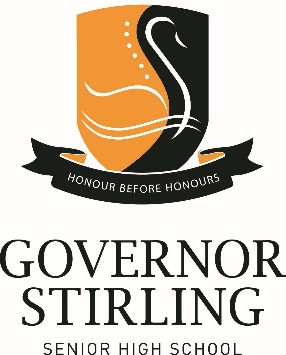 HONOUR BEFORE HONOURS
GOVERNOR
STIRLING
SENIOR HIGH SCHOOL